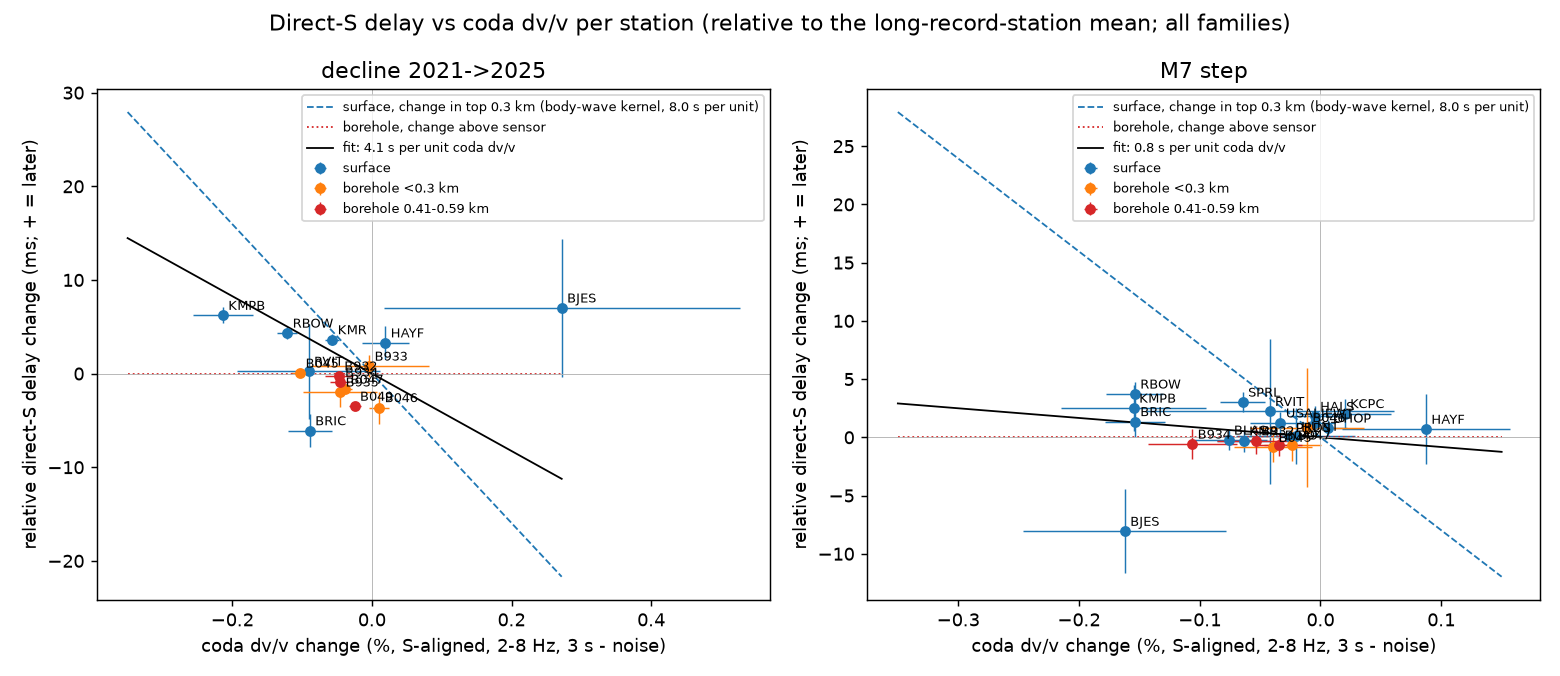 Direct-S delay vs coda dv/v per station (relative to the long-record-station mean; all families)
decline 2021->2025
relative direct-S delay change (ms; + = later)
30
20
10
0
−10
−20
surface, change in top 0.3 km (body-wave kernel, 8.0 s per unit)
borehole, change above sensor
fit: 4.1 s per unit coda dv/v
surface
borehole <0.3 km
borehole 0.41-0.59 km
KMPB
RBOW
KMR
HAYF
BJES
B933
RVIT
B045
B932
B935
B046
BRIC
−0.2
0.0
0.2
0.4
coda dv/v change (%, S-aligned, 2-8 Hz, 3 s - noise)
M7 step
relative direct-S delay change (ms; + = later)
25
20
15
10
5
0
−5
−10
surface, change in top 0.3 km (body-wave kernel, 8.0 s per unit)
borehole, change above sensor
fit: 0.8 s per unit coda dv/v
surface
borehole <0.3 km
borehole 0.41-0.59 km
RBOW
KMPB
BRIC
SPRL
RVIT
KCPC
HAYF
B934
BJES
−0.3
−0.2
−0.1
0.0
0.1
coda dv/v change (%, S-aligned, 2-8 Hz, 3 s - noise)